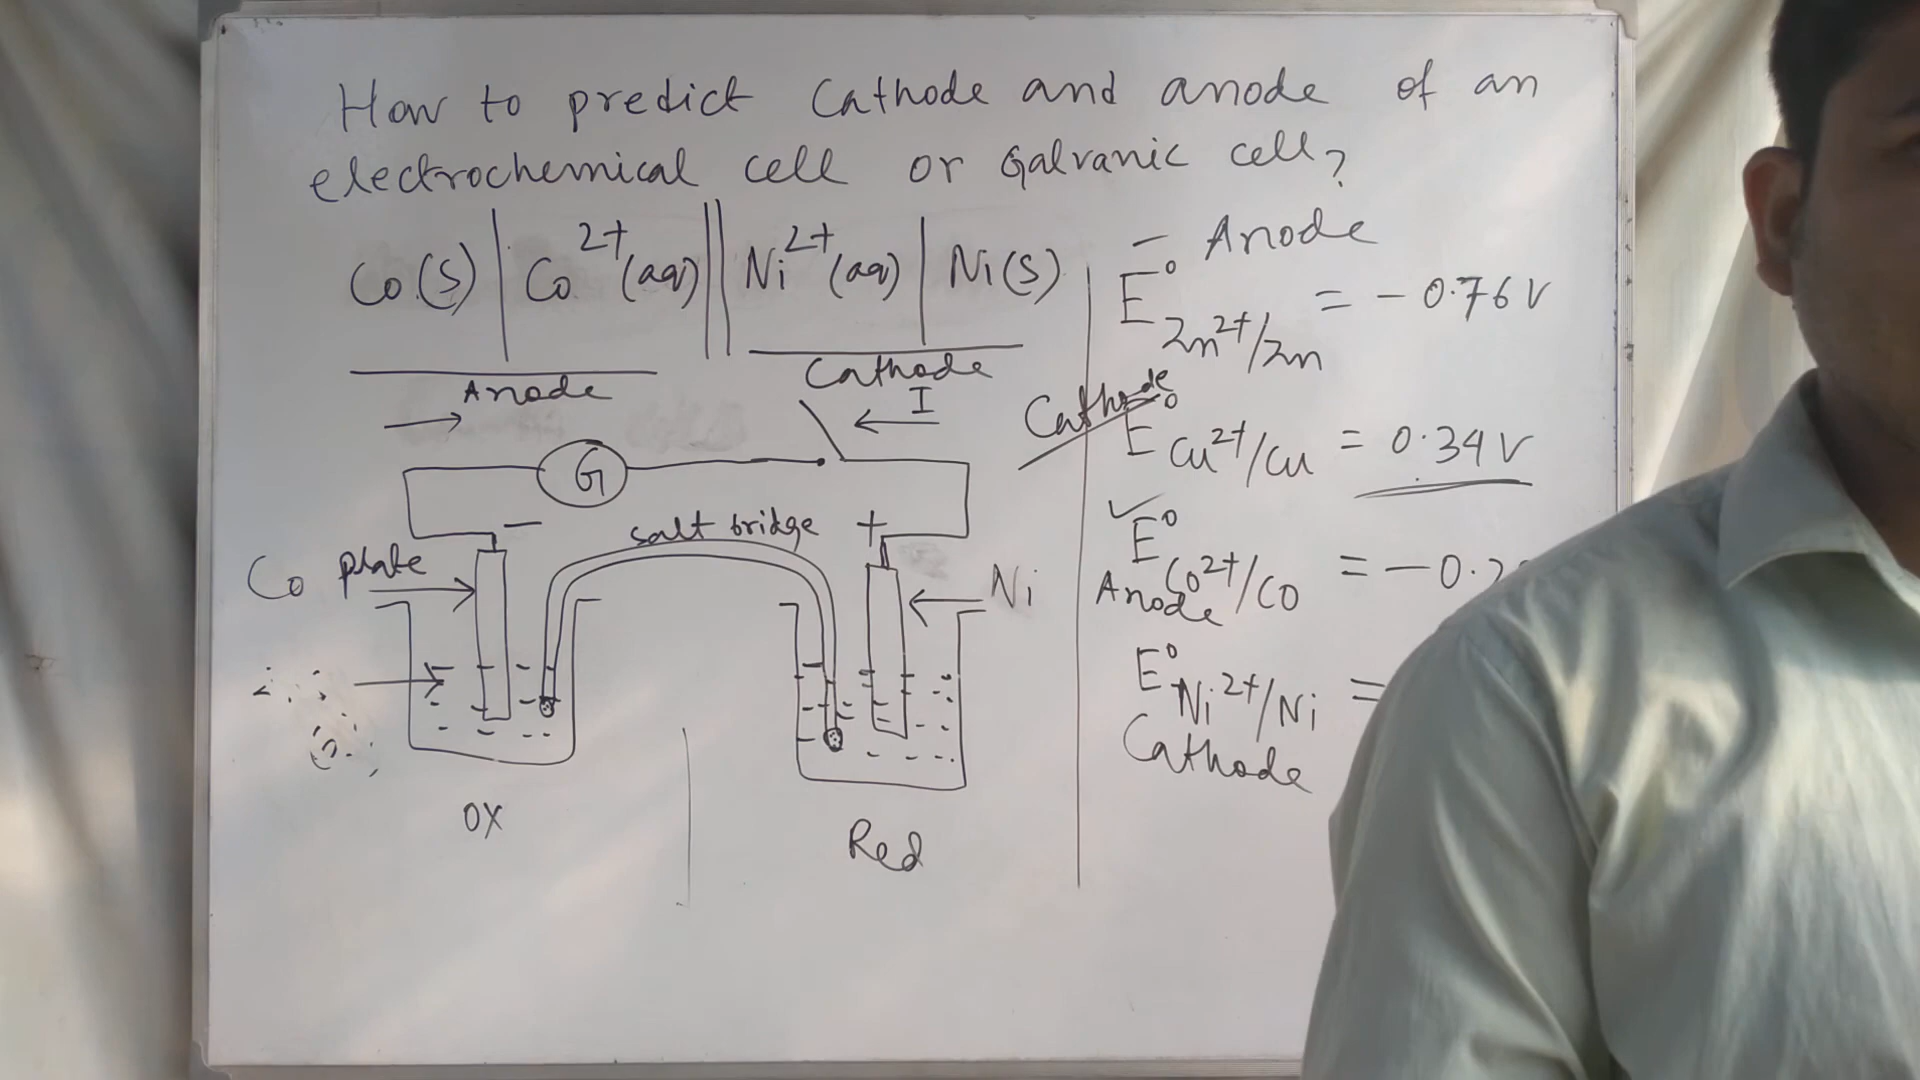 How to predict Cathode and anode of an
electrochemical cell or Galvanic cell?
Co(s) | Co²⁺(aq) || Ni²⁺(aq) | Ni(s)
Anode
Cathode
I
G
−
salt bridge
+
Co plate
Ni
OX
Red
− Anode
E° Zn²⁺/Zn = −0.76 V
Cathode
E° Cu²⁺/Cu = 0.34 V
E° Co²⁺/Co = −0.2
Anode
E° Ni²⁺/Ni =
Cathode